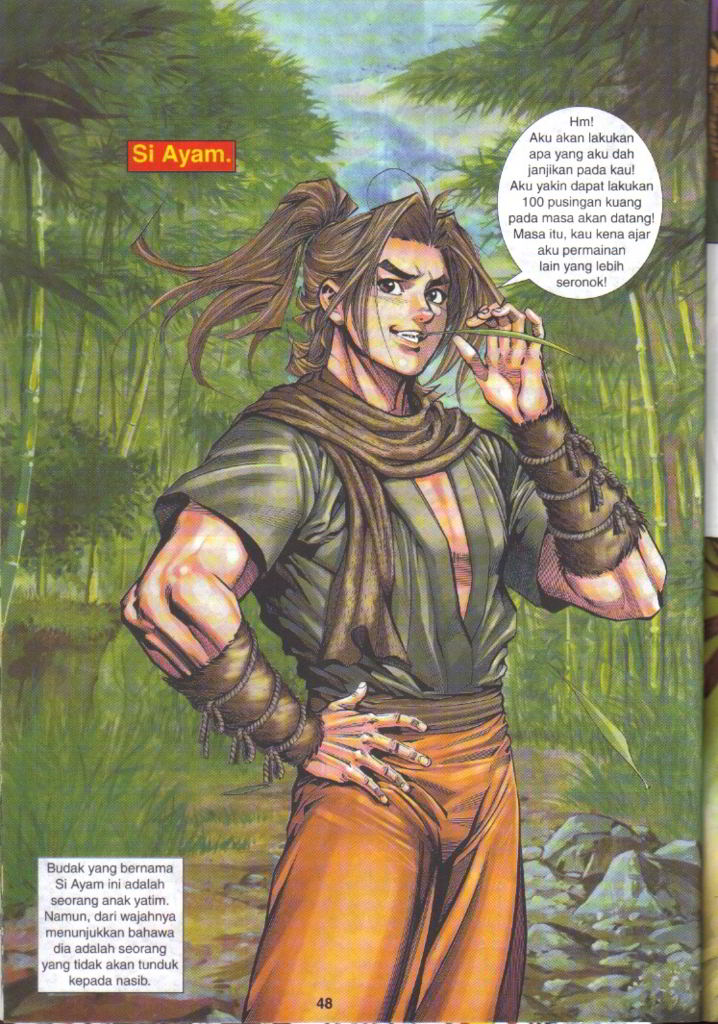 Si Ayam.
Hm!
Aku akan lakukan
apa yang aku dah
janjikan pada kau!
Aku yakin dapat lakukan
100 pusingan kuang
pada masa akan datang!
Masa itu, kau kena ajar
aku permainan
lain yang lebih
seronok!
Budak yang bernama
Si Ayam ini adalah
seorang anak yatim.
Namun, dari wajahnya
menunjukkan bahawa
dia adalah seorang
yang tidak akan tunduk
kepada nasib.
48